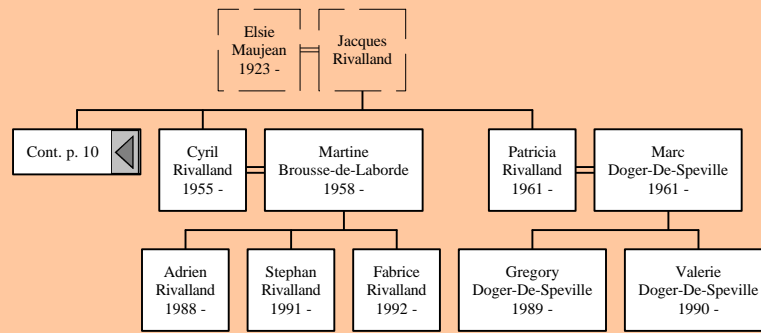 Elsie
Maujean
1923 -
Jacques
Rivalland
Cont. p. 10
Cyril
Rivalland
1955 -
Martine
Brousse-de-Laborde
1958 -
Patricia
Rivalland
1961 -
Marc
Doger-De-Speville
1961 -
Adrien
Rivalland
1988 -
Stephan
Rivalland
1991 -
Fabrice
Rivalland
1992 -
Gregory
Doger-De-Speville
1989 -
Valerie
Doger-De-Speville
1990 -